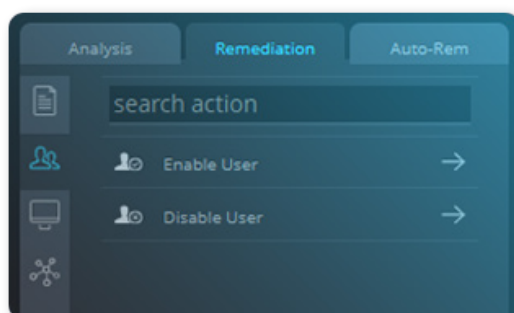 Analysis Remediation Auto-Rem
search action
Enable User
Disable User